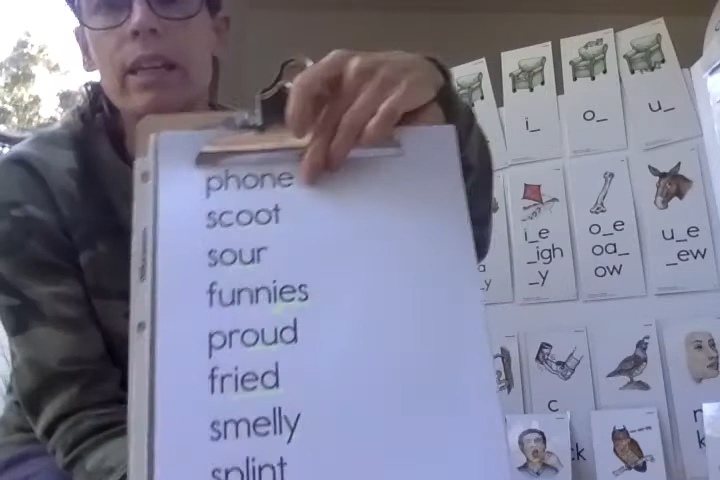 phone
scoot
sour
funnies
proud
fried
smelly
splint
i_
o_
u_
i_e
_igh
_y
o_e
oa_
ow
u_e
_ew
_y
c